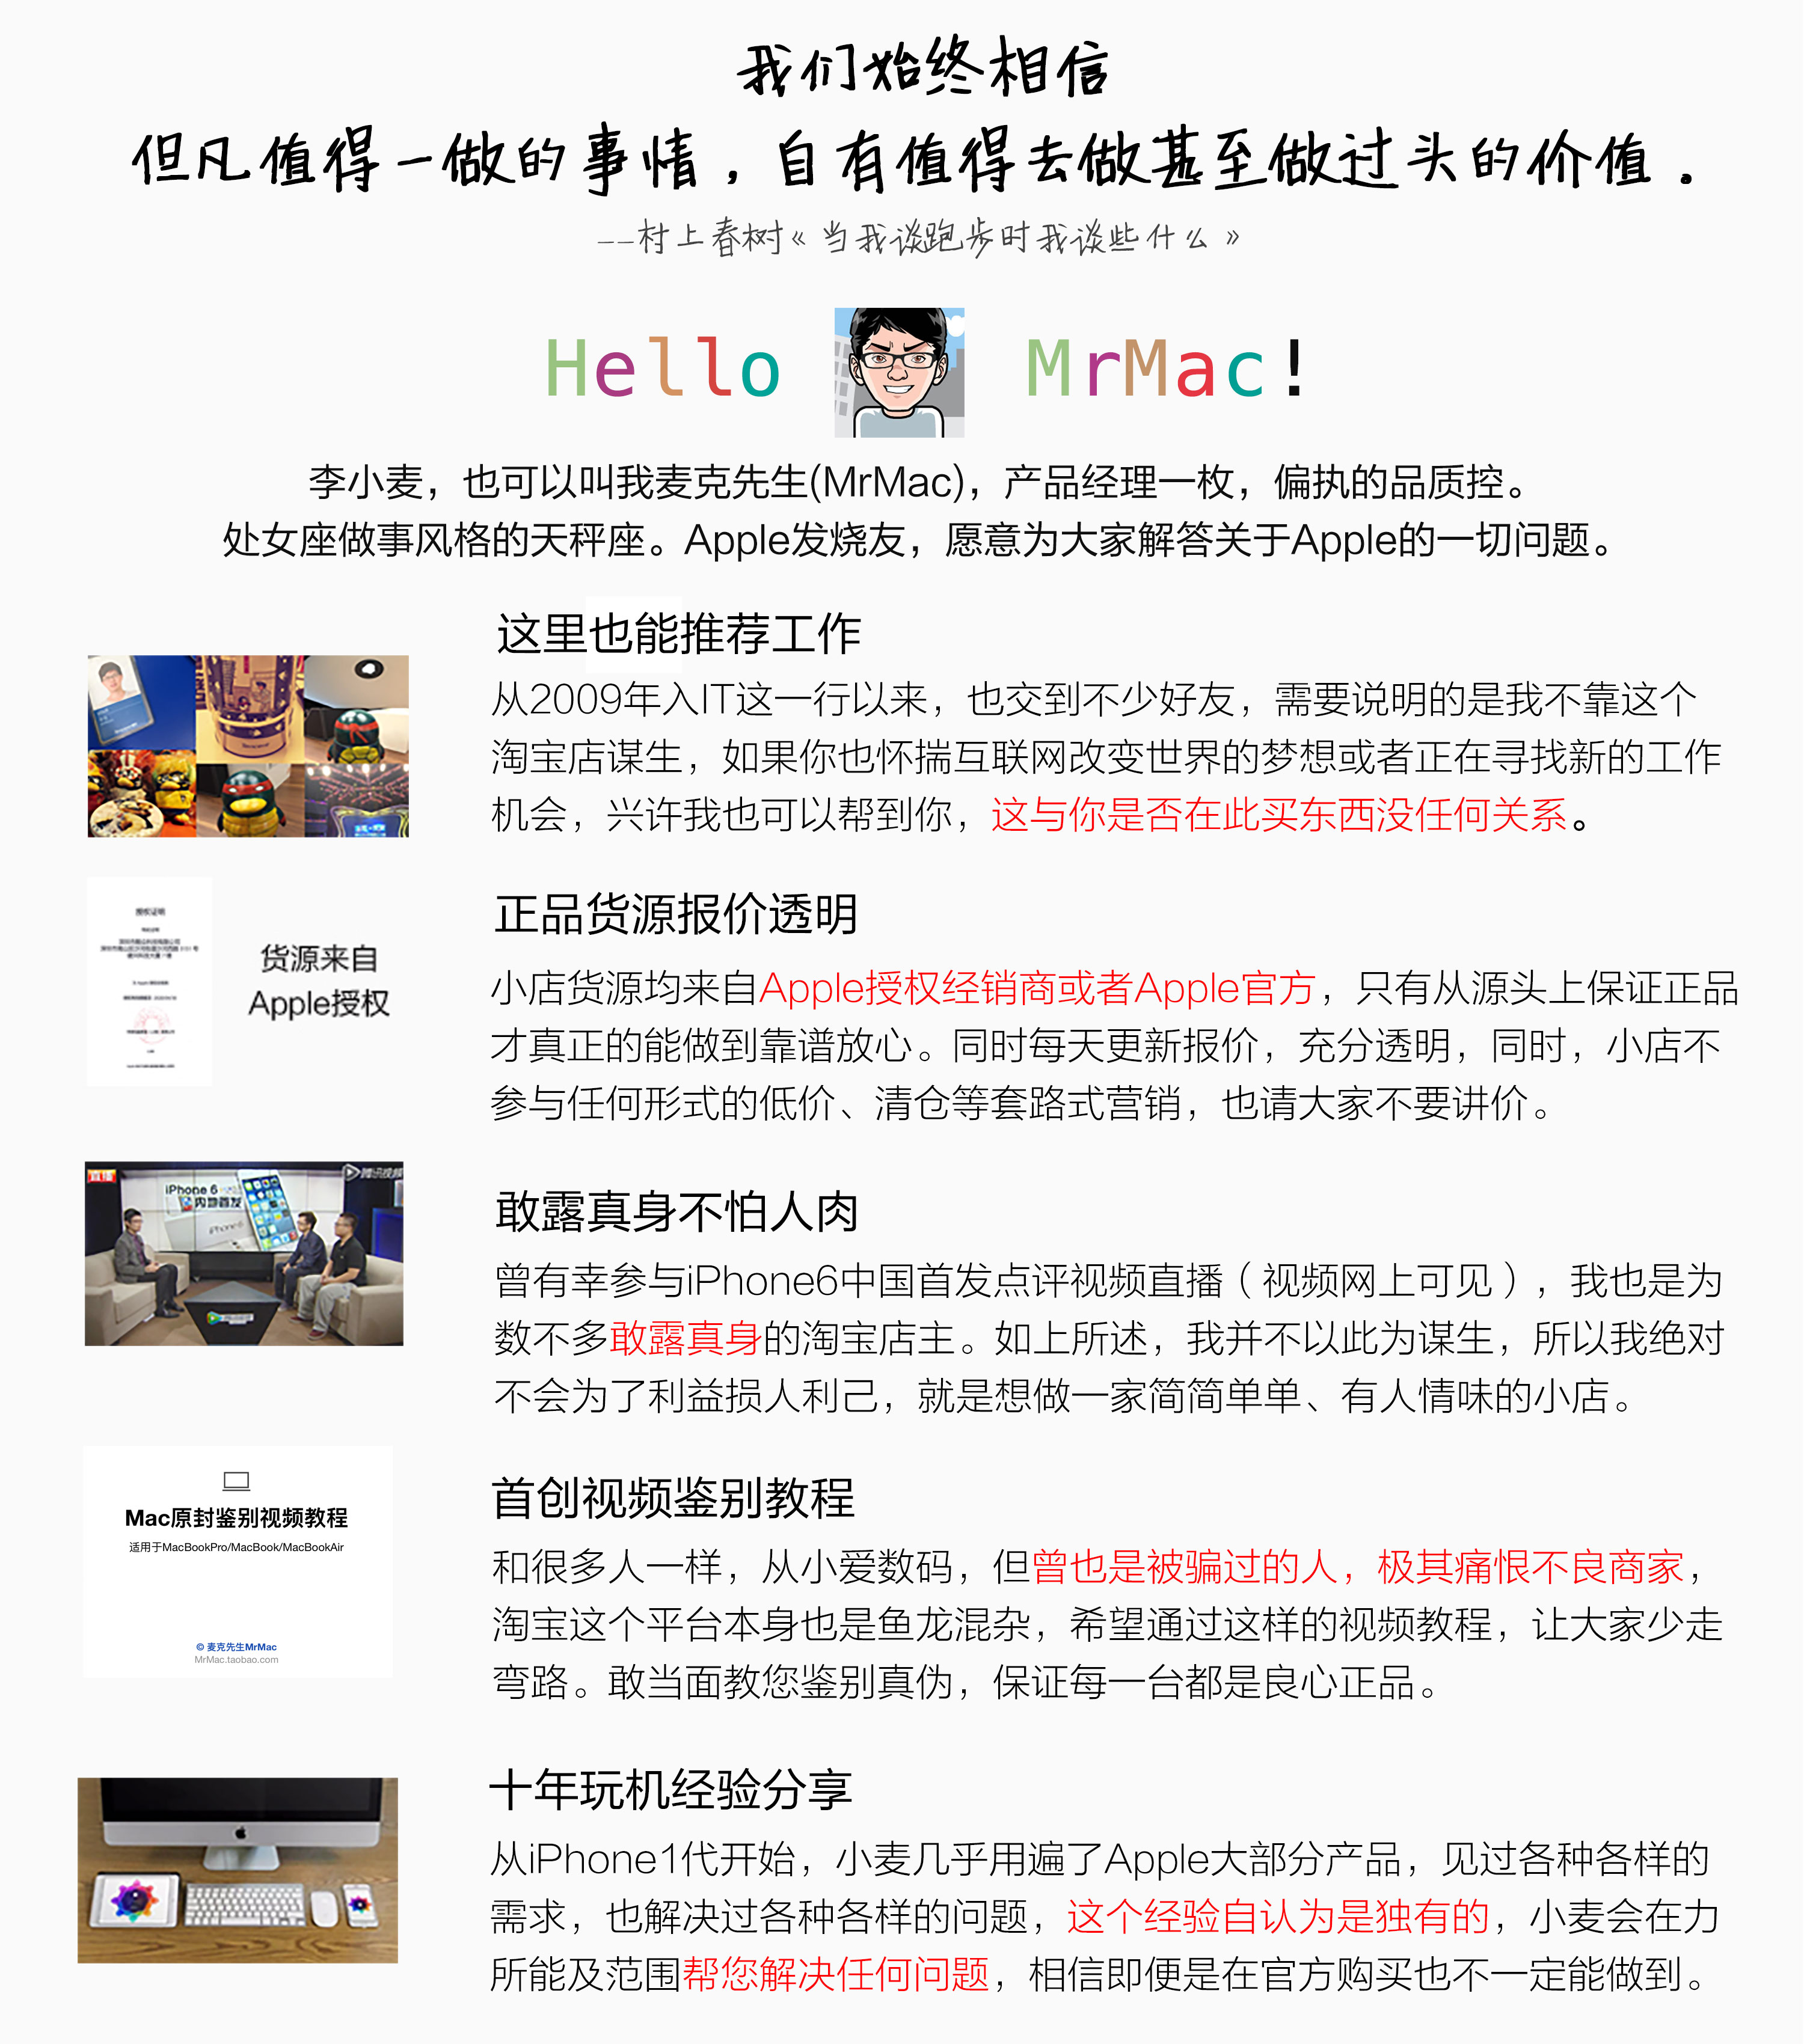 我们始终相信
但凡值得一做的事情，自有值得去做甚至做过头的价值．
——村上春树《当我谈跑步时我谈些什么》
Hello MrMac!
李小麦，也可以叫我麦克先生(MrMac)，产品经理一枚，偏执的品质控。
处女座做事风格的天秤座。Apple发烧友，愿意为大家解答关于Apple的一切问题。
这里也能推荐工作
从2009年入IT这一行以来，也交到不少好友，需要说明的是我不靠这个
淘宝店谋生，如果你也怀揣互联网改变世界的梦想或者正在寻找新的工作
机会，兴许我也可以帮到你，这与你是否在此买东西没任何关系。
授权证明
货源来自
Apple授权
正品货源报价透明
小店货源均来自Apple授权经销商或者Apple官方，只有从源头上保证正品
才真正的能做到靠谱放心。同时每天更新报价，充分透明，同时，小店不
参与任何形式的低价、清仓等套路式营销，也请大家不要讲价。
直播
腾讯视频
iPhone 6
内地首发
iPhone 6
敢露真身不怕人肉
曾有幸参与iPhone6中国首发点评视频直播（视频网上可见），我也是为
数不多敢露真身的淘宝店主。如上所述，我并不以此为谋生，所以我绝对
不会为了利益损人利己，就是想做一家简简单单、有人情味的小店。
Mac原封鉴别视频教程
适用于MacBookPro/MacBook/MacBookAir
© 麦克先生MrMac
MrMac.taobao.com
首创视频鉴别教程
和很多人一样，从小爱数码，但曾也是被骗过的人，极其痛恨不良商家，
淘宝这个平台本身也是鱼龙混杂，希望通过这样的视频教程，让大家少走
弯路。敢当面教您鉴别真伪，保证每一台都是良心正品。
十年玩机经验分享
从iPhone1代开始，小麦几乎用遍了Apple大部分产品，见过各种各样的
需求，也解决过各种各样的问题，这个经验自认为是独有的，小麦会在力
所能及范围帮您解决任何问题，相信即便是在官方购买也不一定能做到。